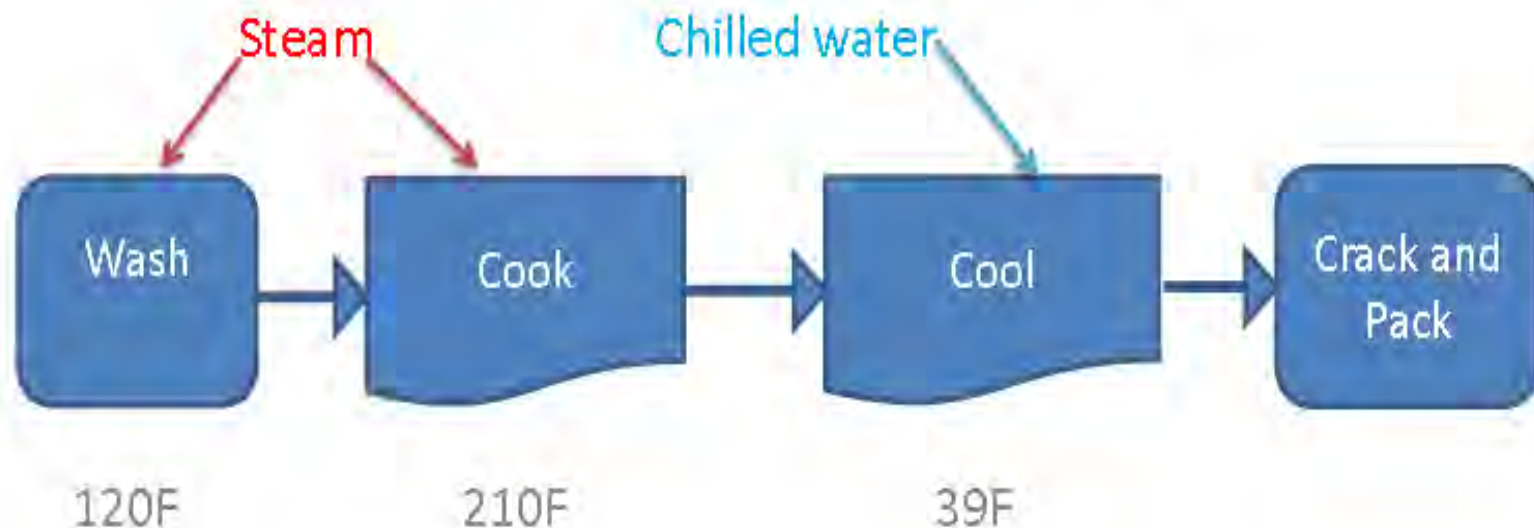 Steam
Chilled water
Wash
Cook
Cool
Crack and
Pack
120F
210F
39F